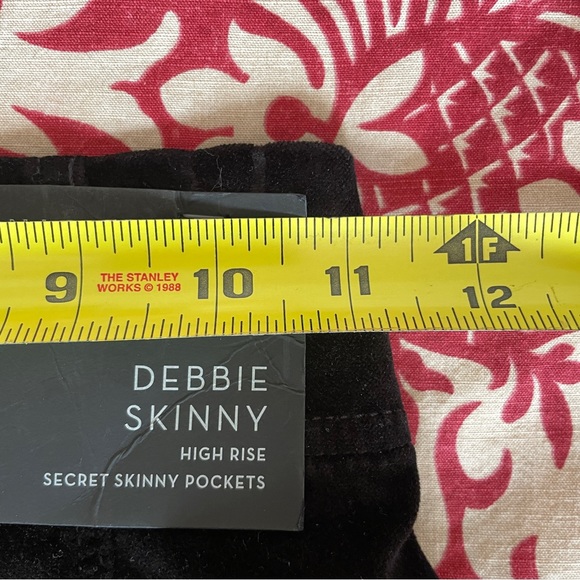 1F
9 THE STANLEY 10 11 12
WORKS © 1988
DEBBIE
SKINNY
HIGH RISE
SECRET SKINNY POCKETS